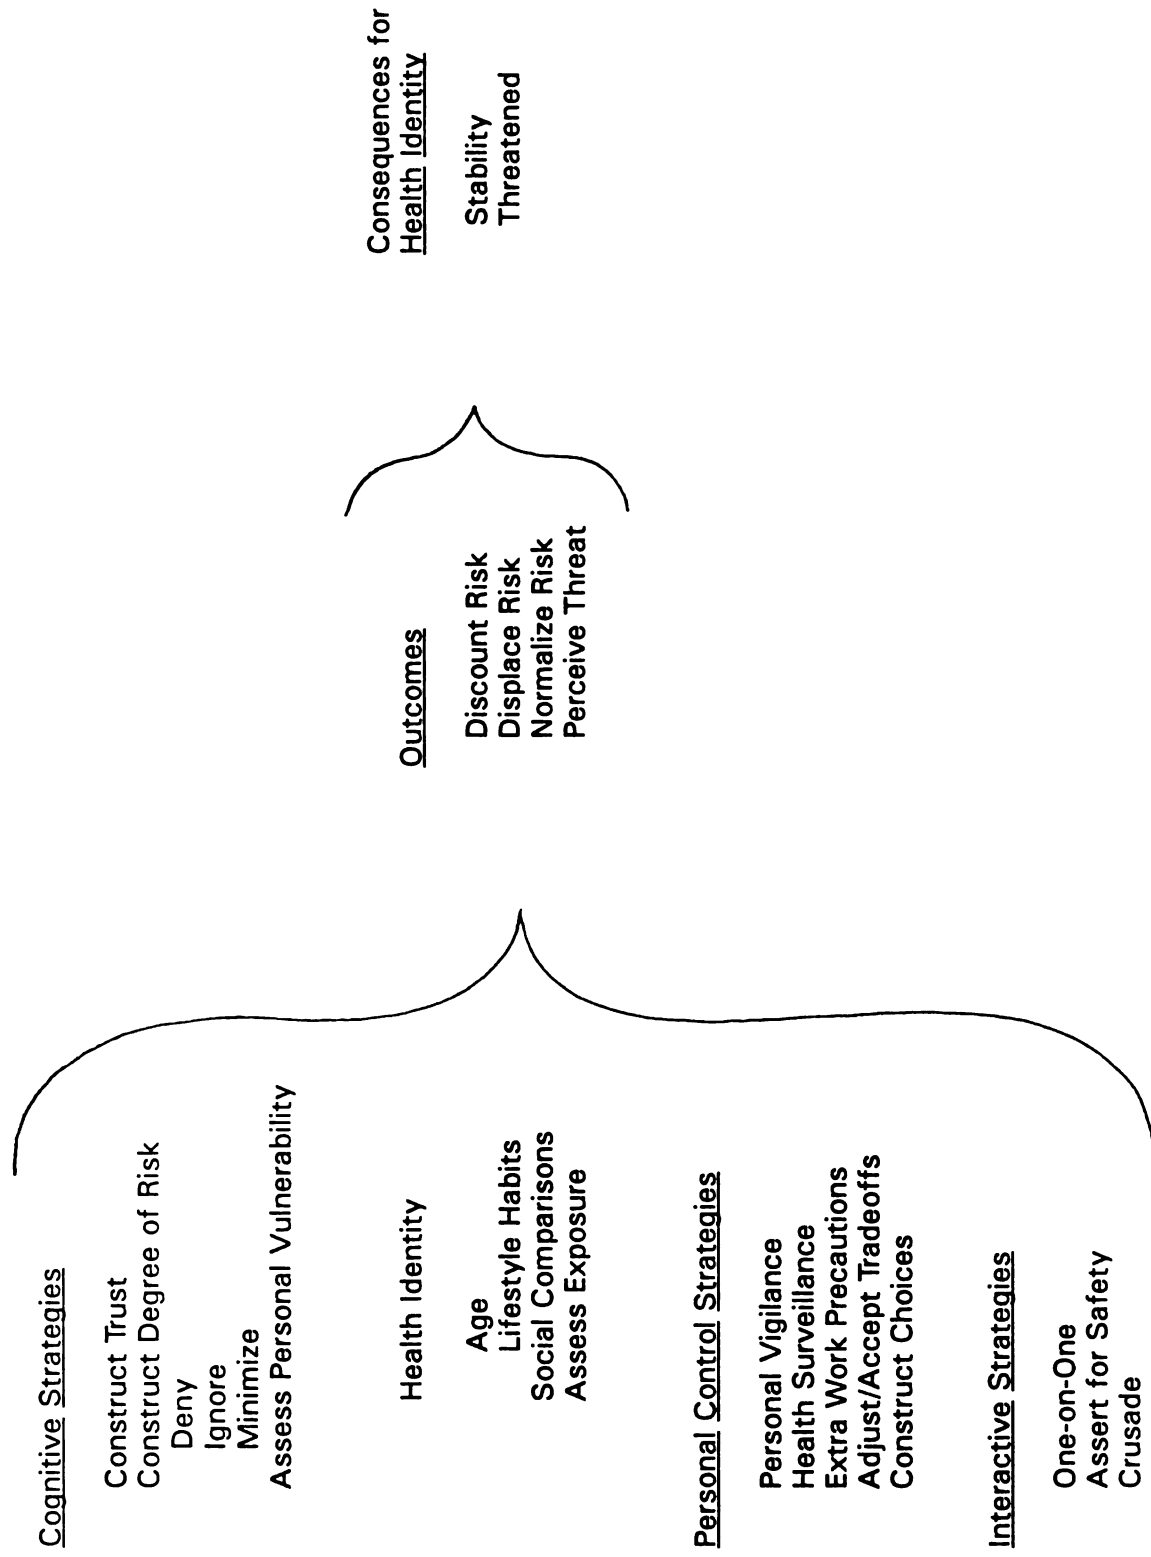 Cognitive Strategies
Construct Trust
Construct Degree of Risk
Deny
Ignore
Minimize
Assess Personal Vulnerability
Health Identity
Age
Lifestyle Habits
Social Comparisons
Assess Exposure
Personal Control Strategies
Personal Vigilance
Health Surveillance
Extra Work Precautions
Adjust/Accept Tradeoffs
Construct Choices
Interactive Strategies
One-on-One
Assert for Safety
Crusade
Outcomes
Discount Risk
Displace Risk
Normalize Risk
Perceive Threat
Consequences for
Health Identity
Stability
Threatened